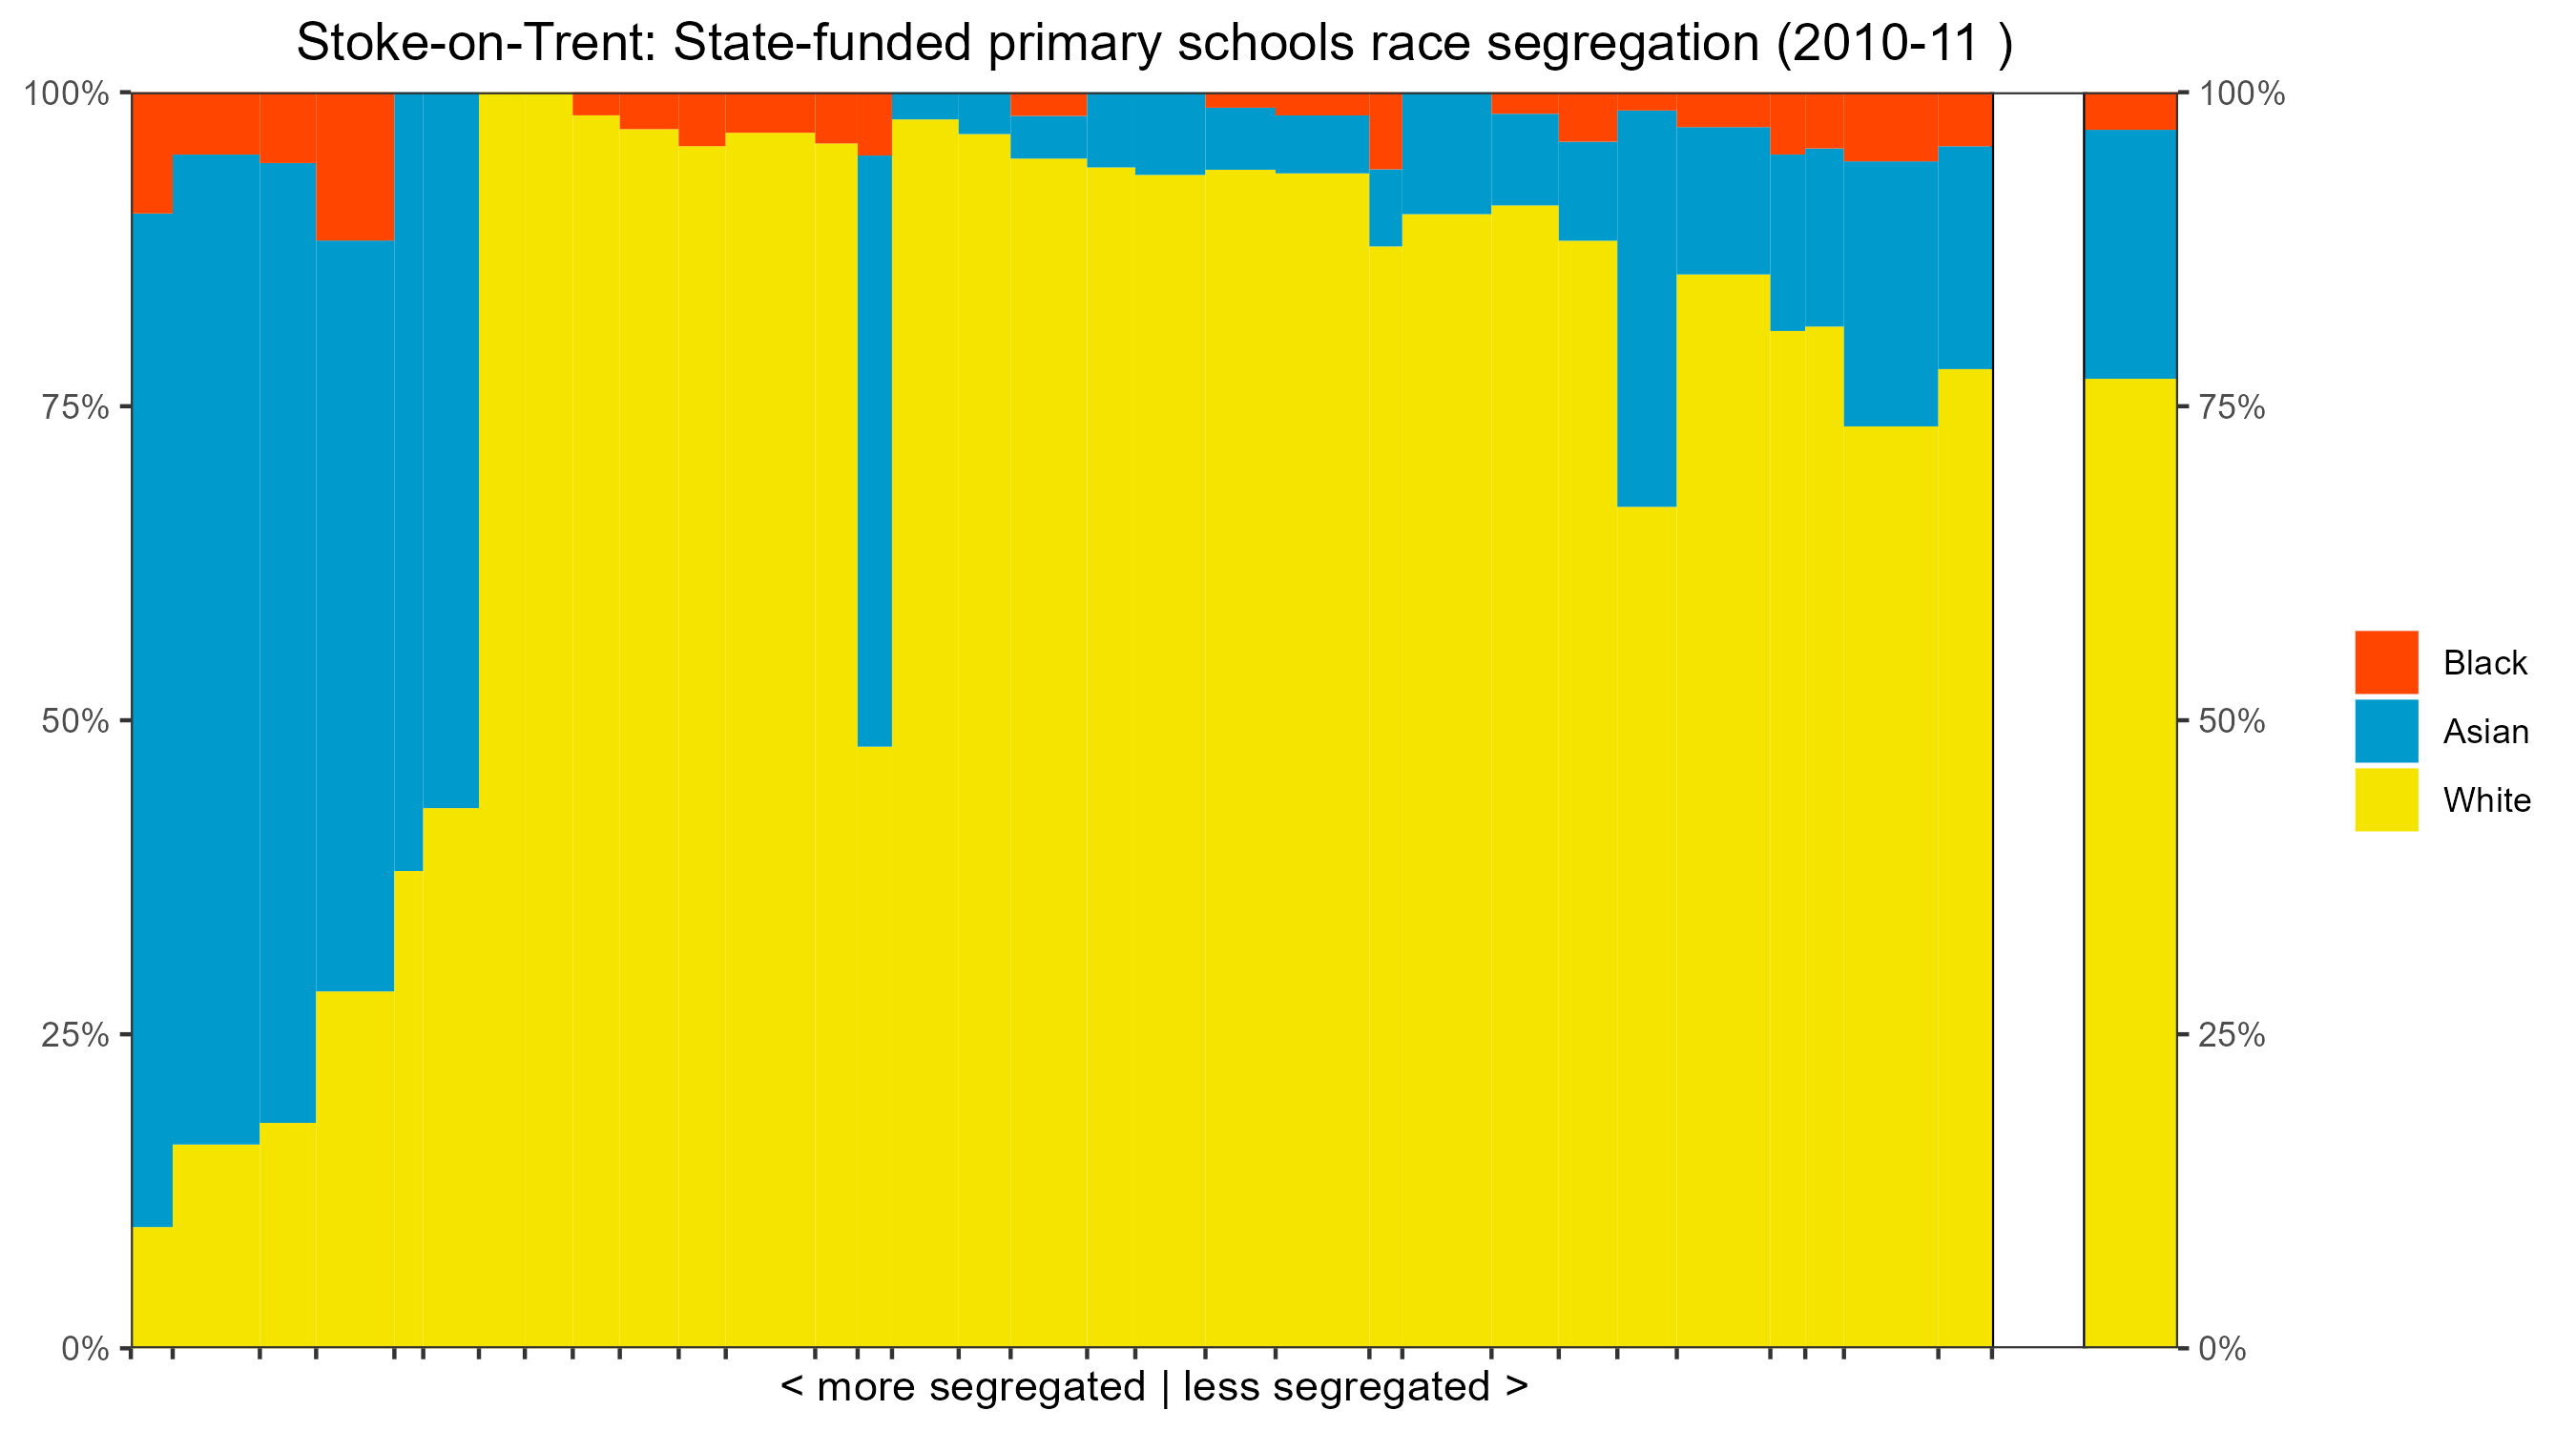 Stoke-on-Trent: State-funded primary schools race segregation (2010-11 )
100%
75%
50%
25%
0%
100%
75%
50%
25%
0%
Black
Asian
White
< more segregated | less segregated >